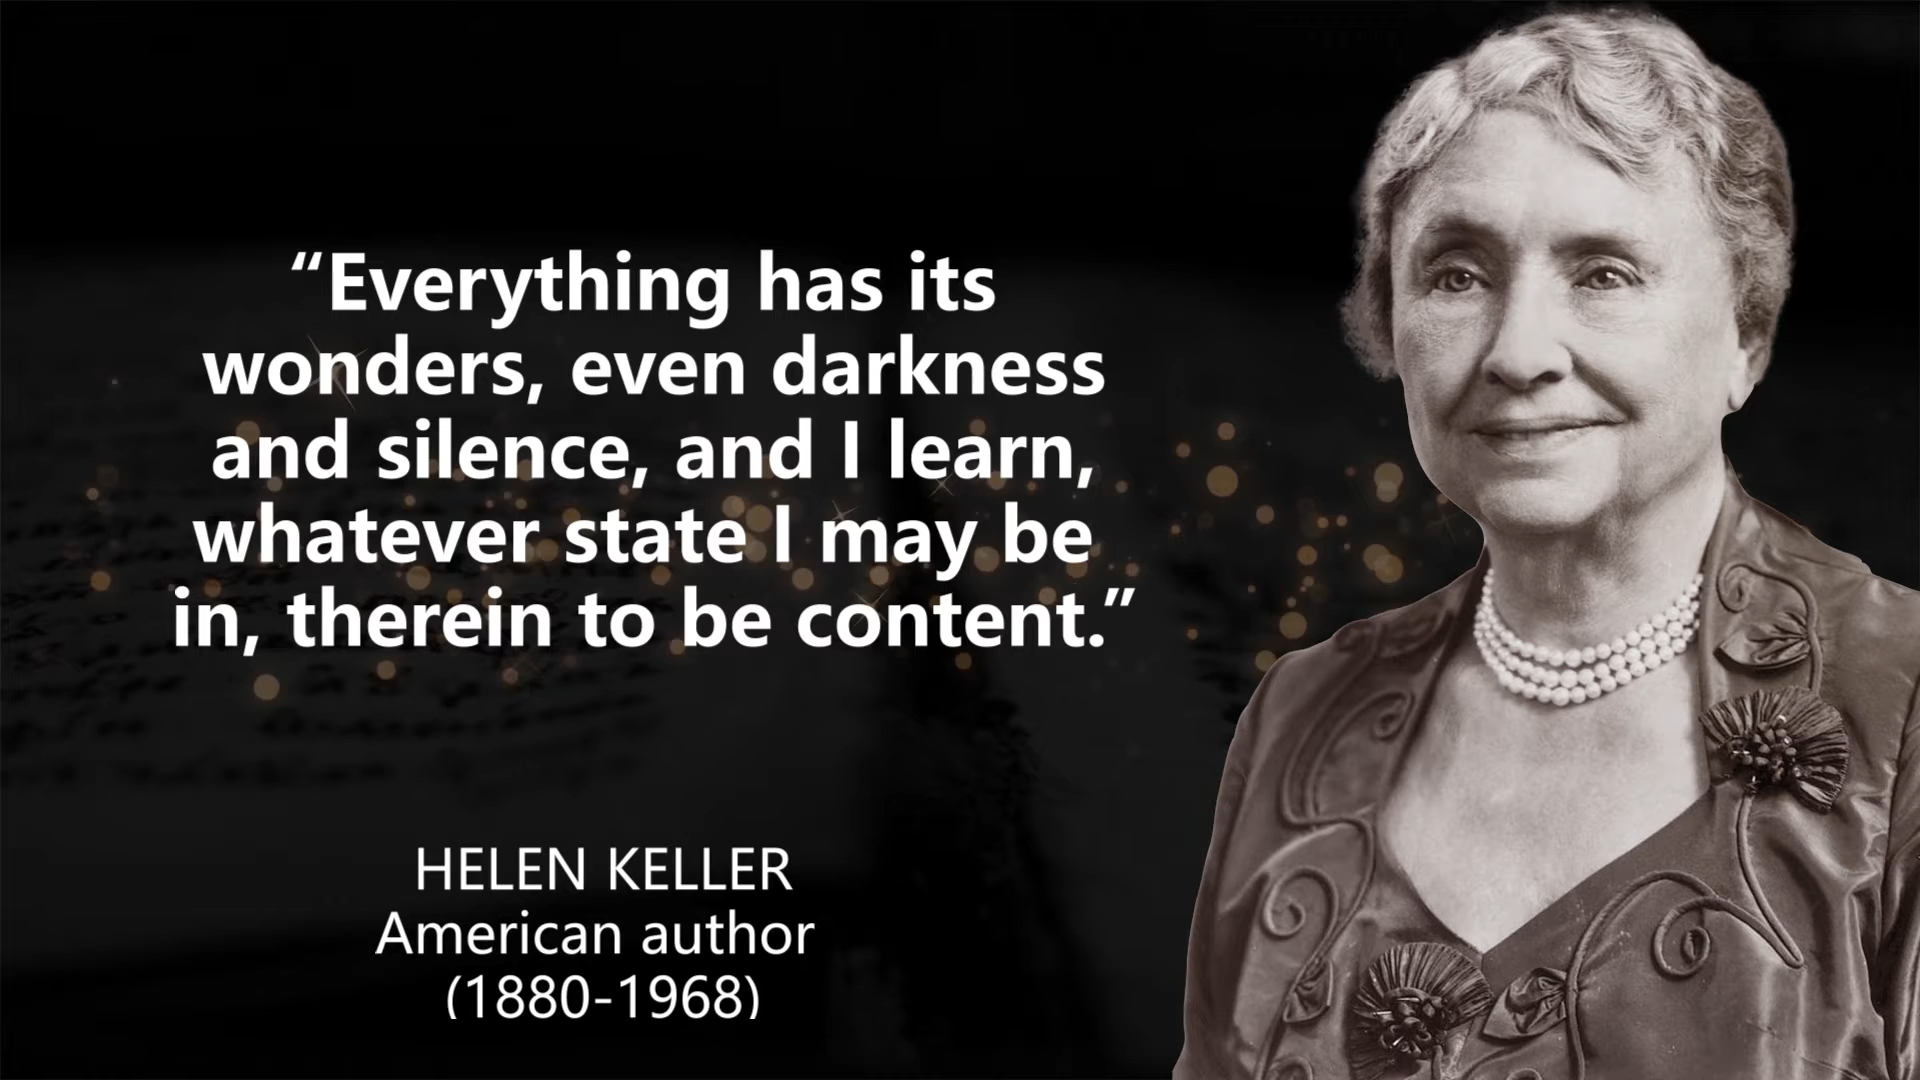 “Everything has its
wonders, even darkness
and silence, and I learn,
whatever state I may be
in, therein to be content.”
HELEN KELLER
American author
(1880-1968)